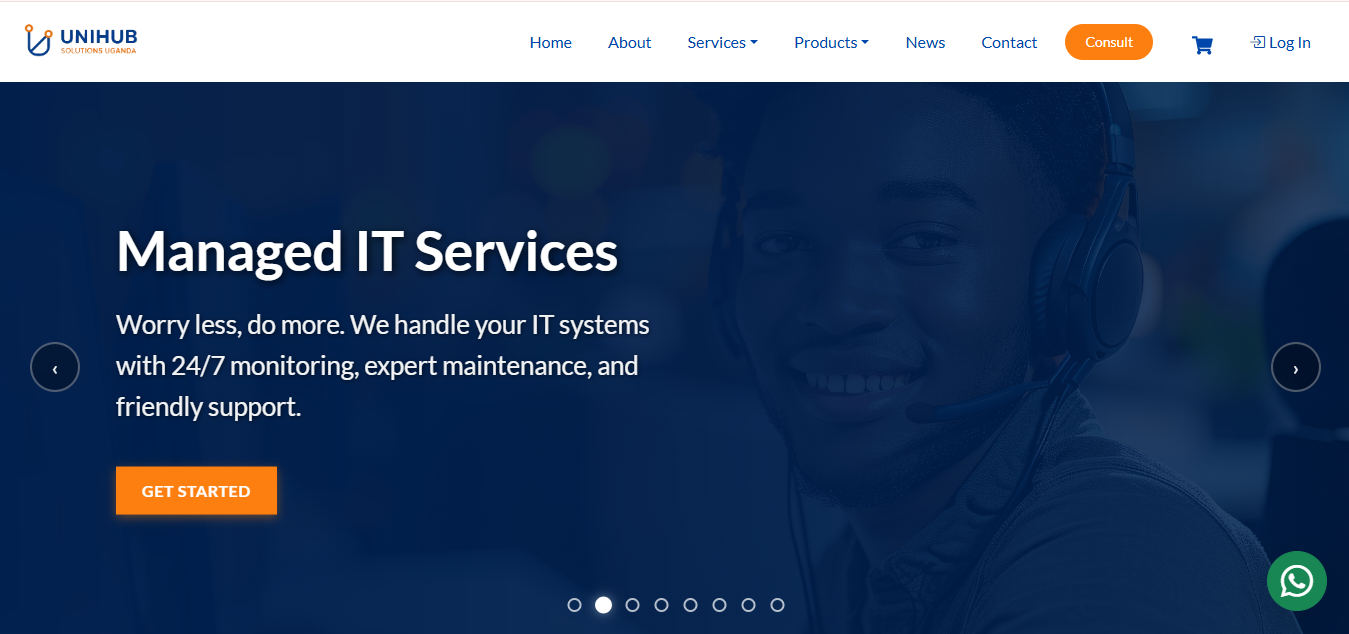 UNIHUB
SOLUTIONS UGANDA
Home
About
Services
Products
News
Contact
Consult
Log In
Managed IT Services
Worry less, do more. We handle your IT systems
with 24/7 monitoring, expert maintenance, and
friendly support.
‹
›
GET STARTED